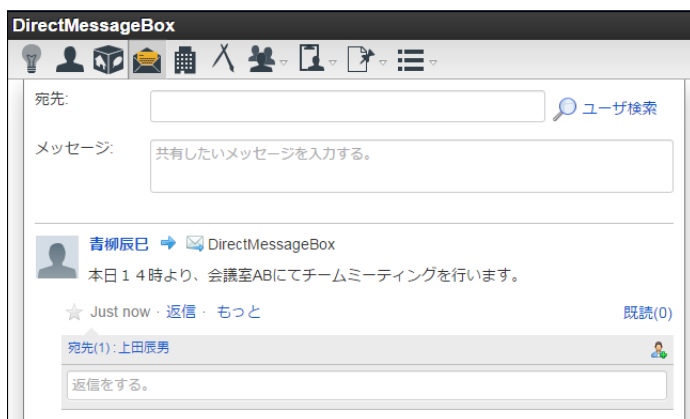 DirectMessageBox
宛先:
ユーザ検索
メッセージ:
共有したいメッセージを入力する。
青柳辰巳 DirectMessageBox
本日１４時より、会議室ABにてチームミーティングを行います。
Just now · 返信 · もっと 既読(0)
宛先(1) : 上田辰男
返信をする。